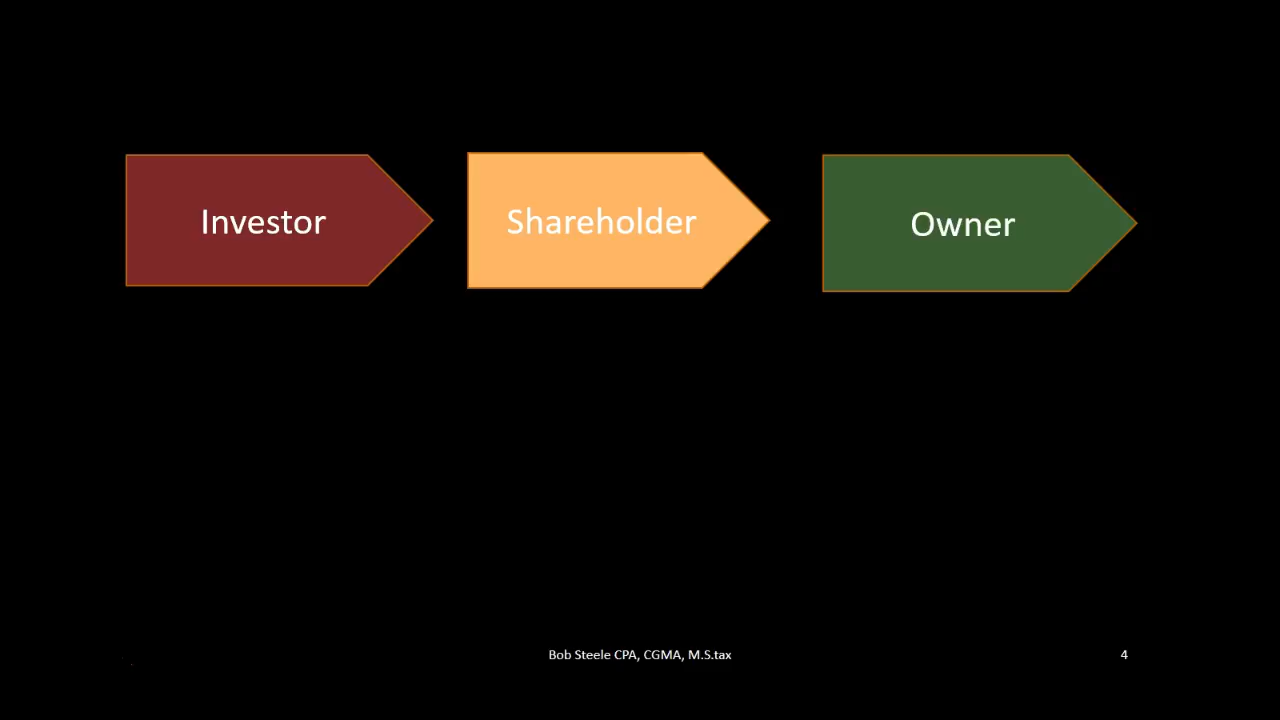 Investor
Shareholder
Owner
Bob Steele CPA, CGMA, M.S.tax
4